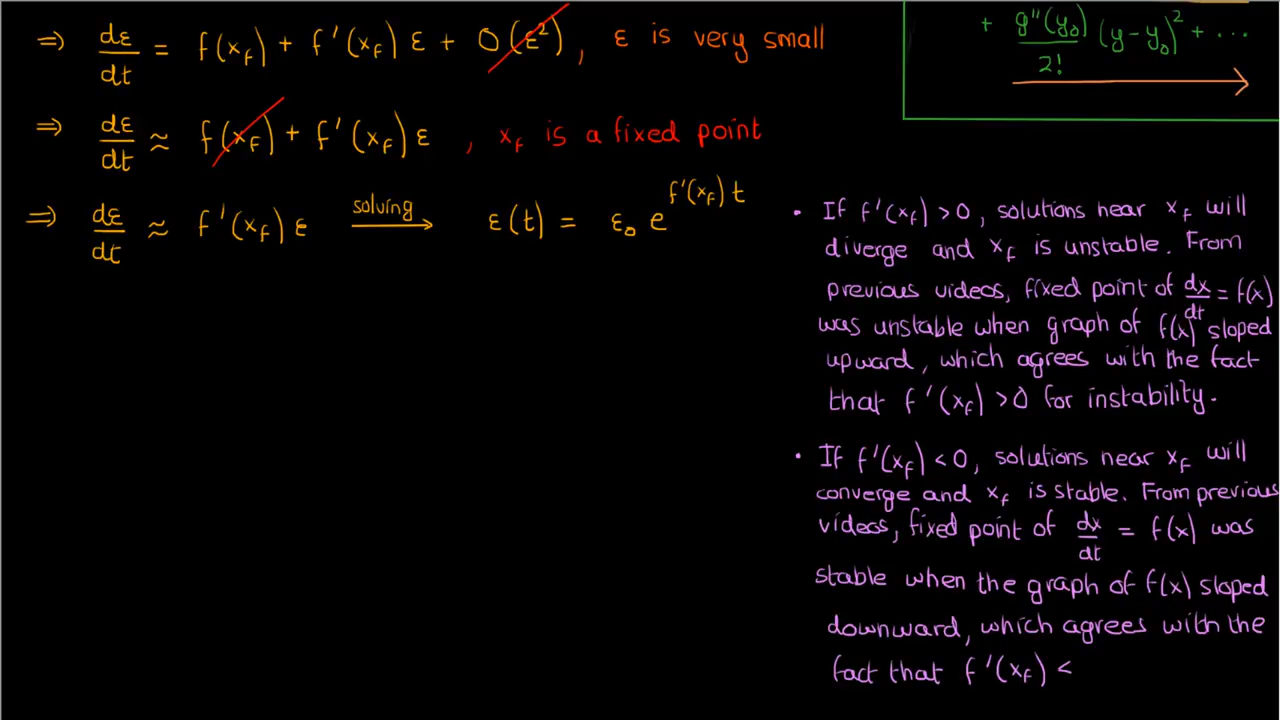 ⇒ dε/dt = f(x_f) + f'(x_f) ε + O(ε²), ε is very small
+ g''(y₀)/2! (y-y₀)² + ...
⇒ dε/dt ≈ f(x_f) + f'(x_f) ε , x_f is a fixed point
⇒ dε/dt ≈ f'(x_f) ε solving → ε(t) = ε₀ e^{f'(x_f) t}
• If f'(x_f) > 0, solutions near x_f will
diverge and x_f is unstable. From
previous videos, fixed point of dx/dt = f(x)
was unstable when graph of f(x) sloped
upward, which agrees with the fact
that f'(x_f) > 0 for instability.
• If f'(x_f) < 0, solutions near x_f will
converge and x_f is stable. From previous
videos, fixed point of dx/dt = f(x) was
stable when the graph of f(x) sloped
downward, which agrees with the
fact that f'(x_f) <